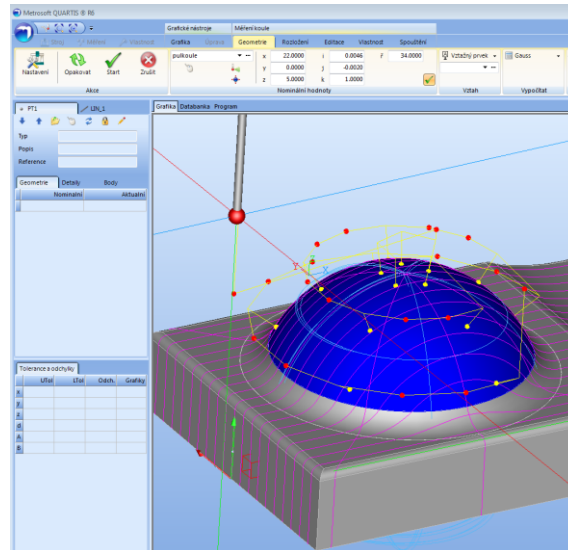 Metrosoft QUARTIS ® R6
Grafické nástroje
Měření koule
Grafika
Úprava
Geometrie
Rozložení
Editace
Vlastnost
Spouštění
Nastavení
Opakovat
Start
Zrušit
Akce
pulkoule
x 22.0000 i 0.0046 r 34.0000
y 0.0000 j -0.0020
z 5.0000 k 1.0000
Nominální hodnoty
Vztažný prvek
Vztah
Gauss
Vypočítat
PT1
LIN_1
Typ
Popis
Reference
Geometrie
Detaily
Body
Nominální
Aktuální
Grafika
Databanka
Program
Y
X
Tolerance a odchylky
UTol
LTol
Odch.
Grafiky